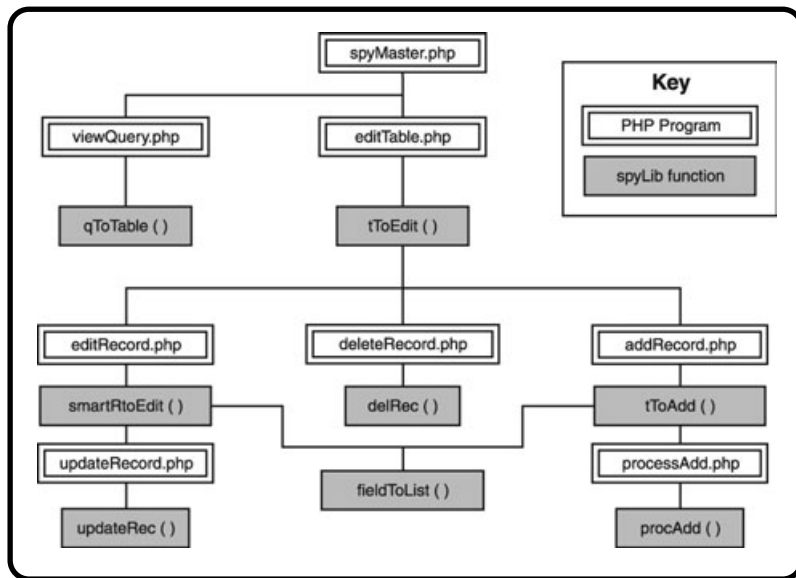 spyMaster.php
Key
viewQuery.php
editTable.php
PHP Program
spyLib function
qToTable ( )
tToEdit ( )
editRecord.php
deleteRecord.php
addRecord.php
smartRtoEdit ( )
delRec ( )
tToAdd ( )
updateRecord.php
processAdd.php
fieldToList ( )
updateRec ( )
procAdd ( )